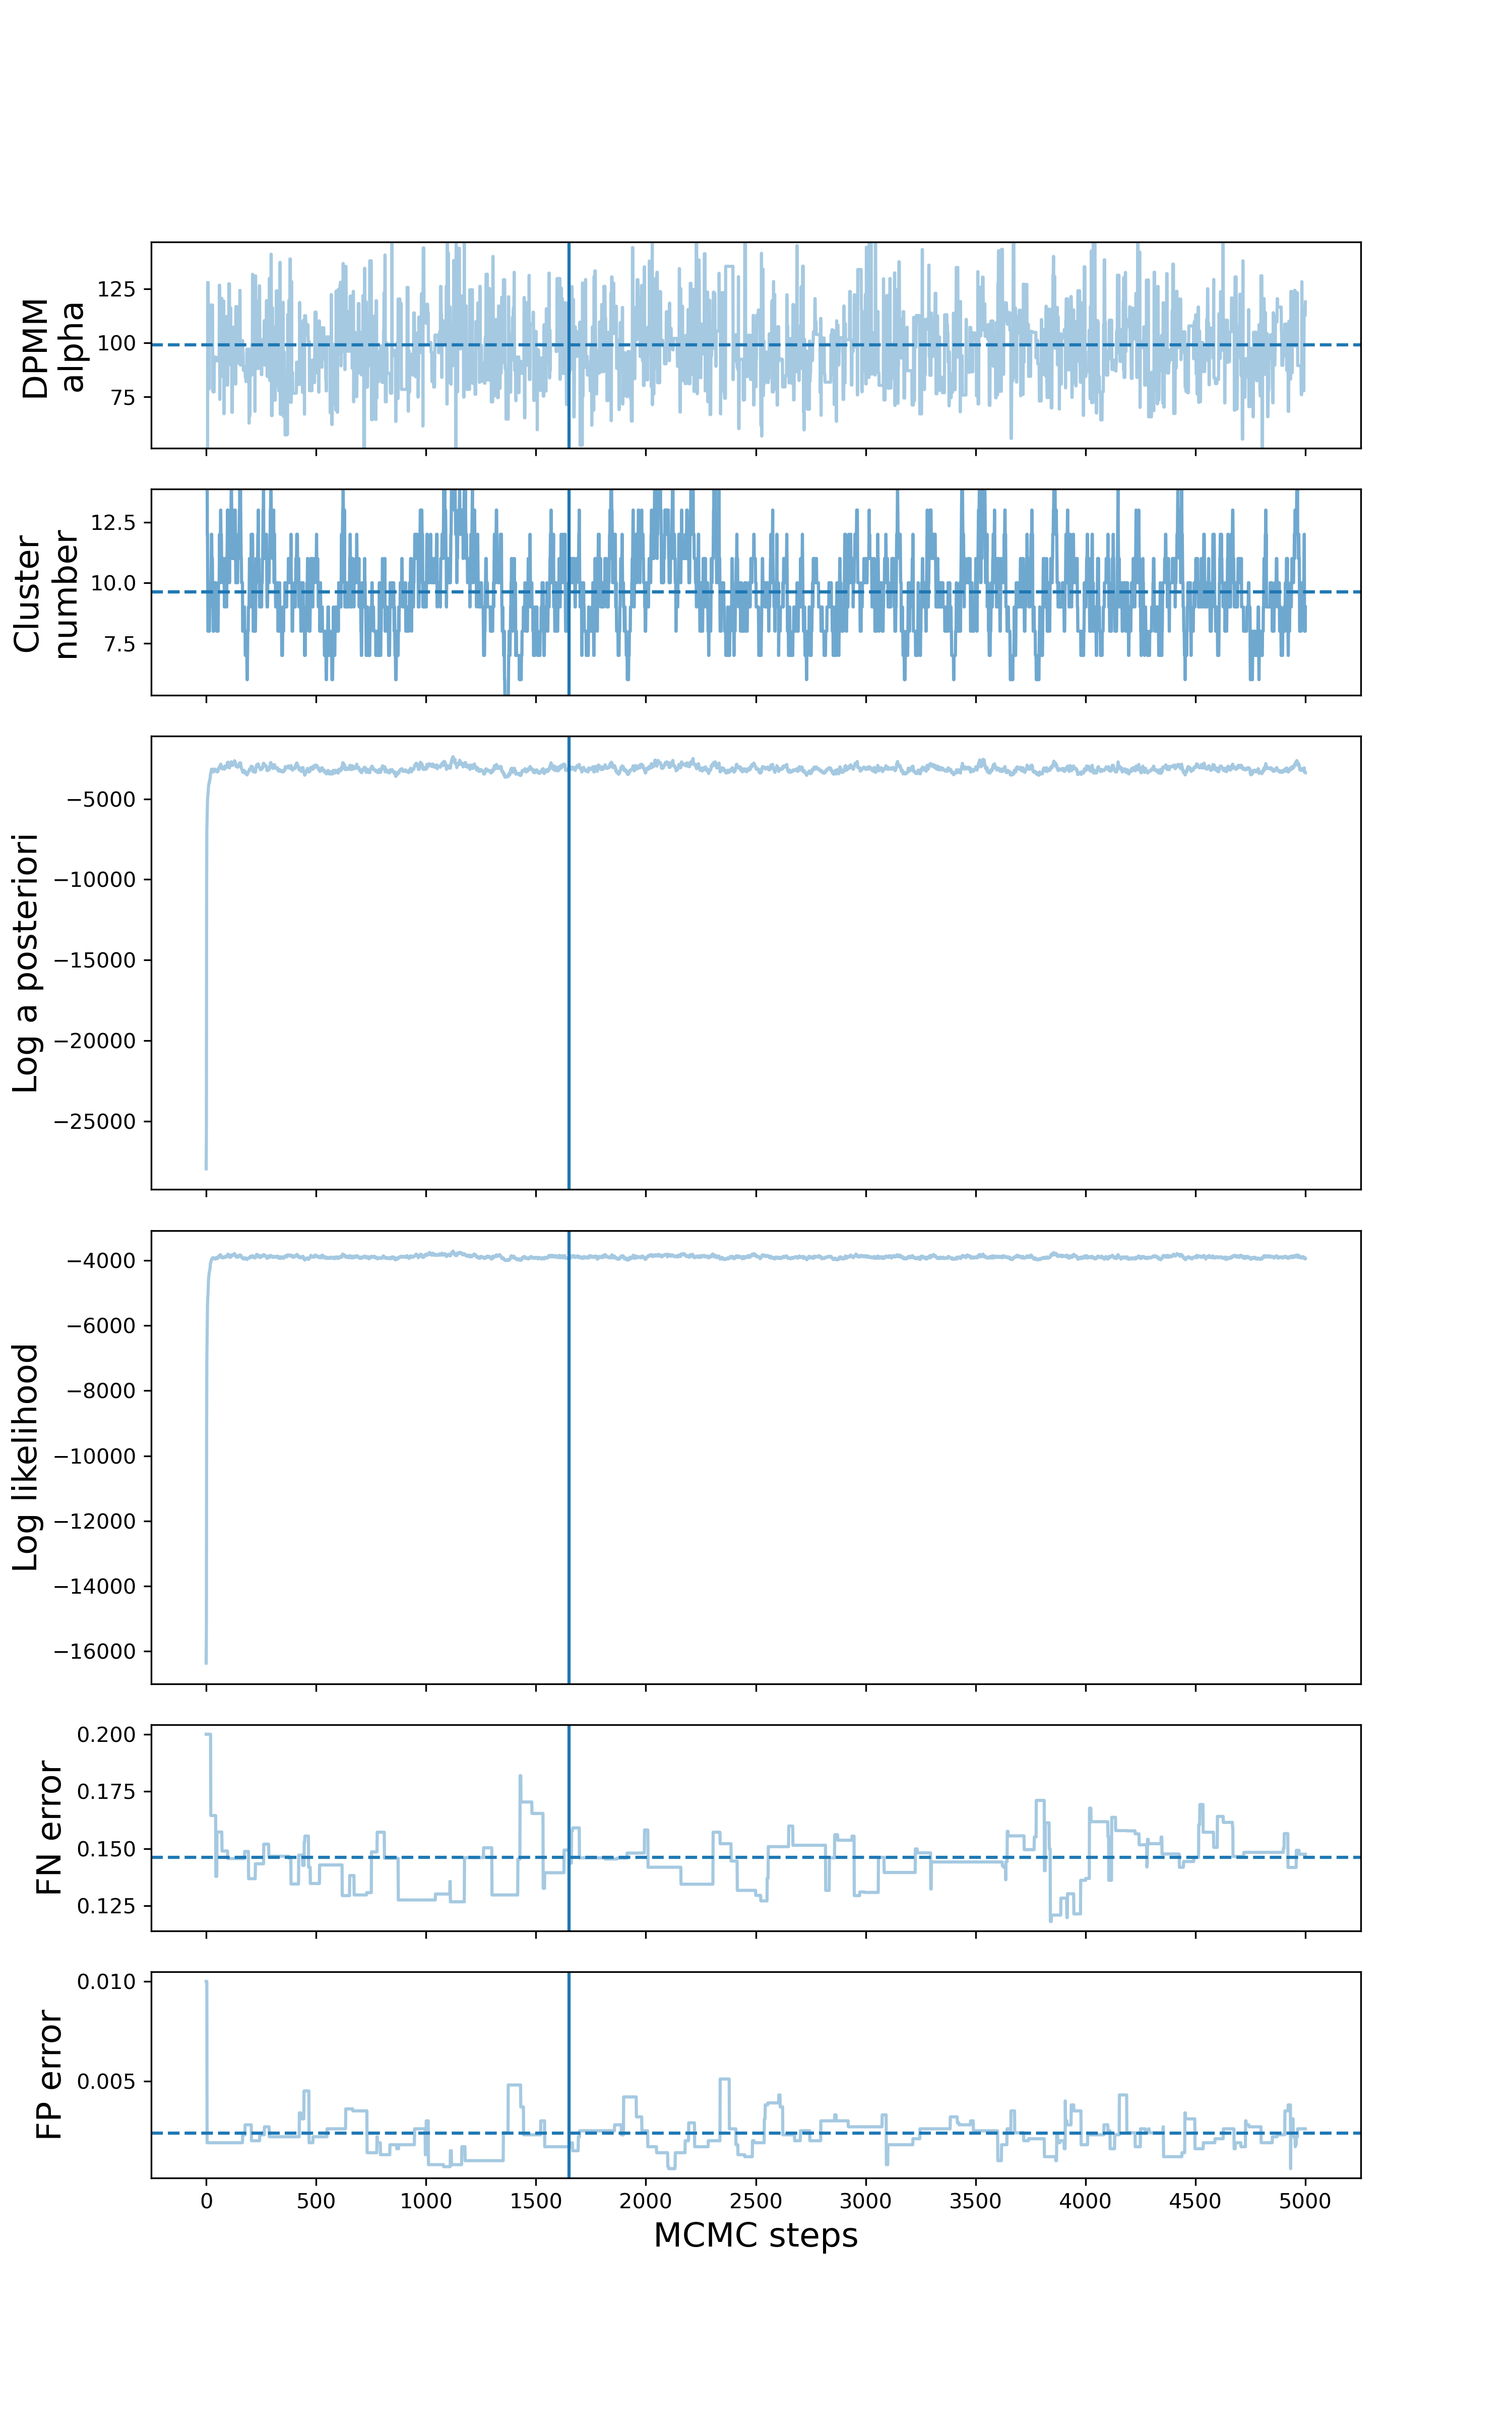 DPMM
alpha
125
100
75
Cluster
number
12.5
10.0
7.5
Log a posteriori
−5000
−10000
−15000
−20000
−25000
Log likelihood
−4000
−6000
−8000
−10000
−12000
−14000
−16000
FN error
0.200
0.175
0.150
0.125
FP error
0.010
0.005
0 500 1000 1500 2000 2500 3000 3500 4000 4500 5000
MCMC steps